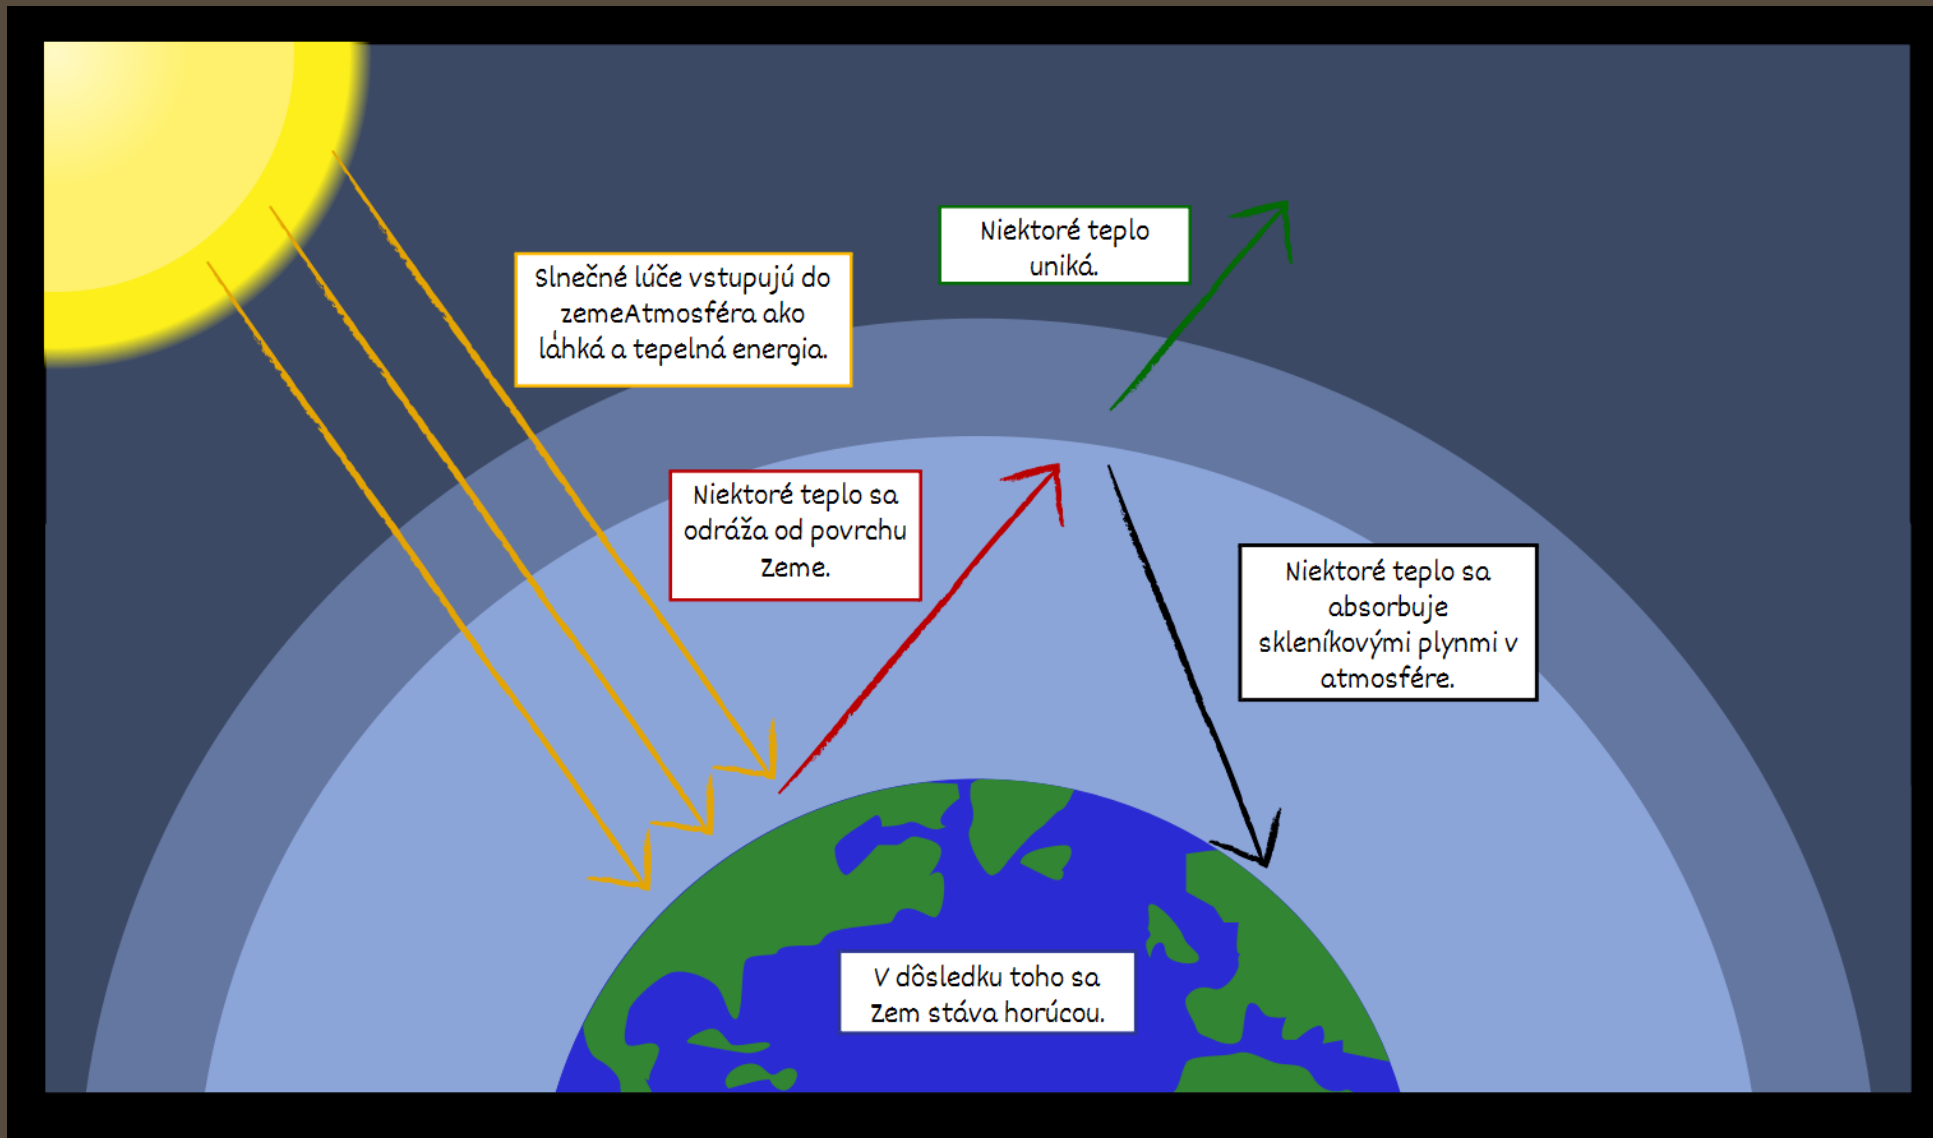 Slnečné lúče vstupujú do
zemeAtmosféra ako
ľahká a tepelná energia.
Niektoré teplo
uniká.
Niektoré teplo sa
odráža od povrchu
Zeme.
Niektoré teplo sa
absorbuje
skleníkovými plynmi v
atmosfére.
V dôsledku toho sa
Zem stáva horúcou.